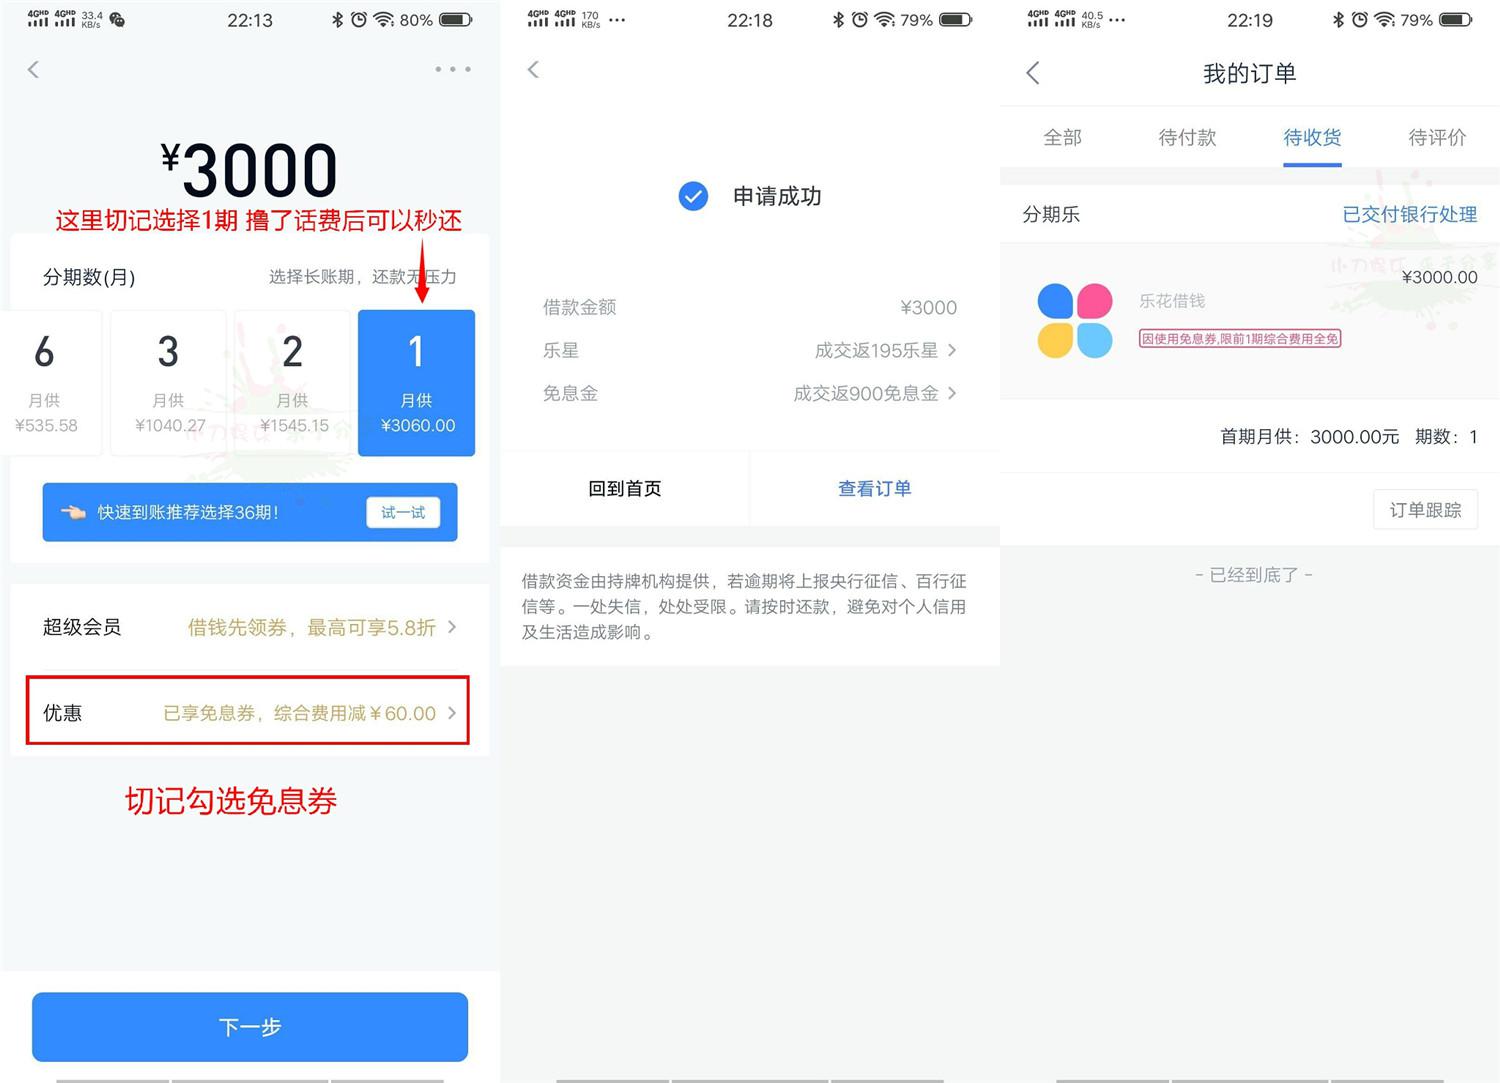 4GHD 4GHD 33.4 KB/s 22:13 80%
¥3000
这里切记选择1期 撸了话费后可以秒还
分期数(月) 选择长账期，还款无压力
6 3 2 1
月供 月供 月供 月供
¥535.58 ¥1040.27 ¥1545.15 ¥3060.00
快速到账推荐选择36期！ 试一试
超级会员 借钱先领券，最高可享5.8折
优惠 已享免息券，综合费用减￥60.00
切记勾选免息券
下一步
4GHD 4GHD 170 KB/s 22:18 79%
申请成功
借款金额 ¥3000
乐星 成交返195乐星
免息金 成交返900免息金
回到首页 查看订单
借款资金由持牌机构提供，若逾期将上报央行征信、百行征
信等。一处失信，处处受限。请按时还款，避免对个人信用
及生活造成影响。
4GHD 4GHD 40.5 KB/s 22:19 79%
我的订单
全部 待付款 待收货 待评价
分期乐 已交付银行处理
¥3000.00
乐花借钱
因使用免息券,限前1期综合费用全免
首期月供：3000.00元 期数：1
订单跟踪
- 已经到底了 -